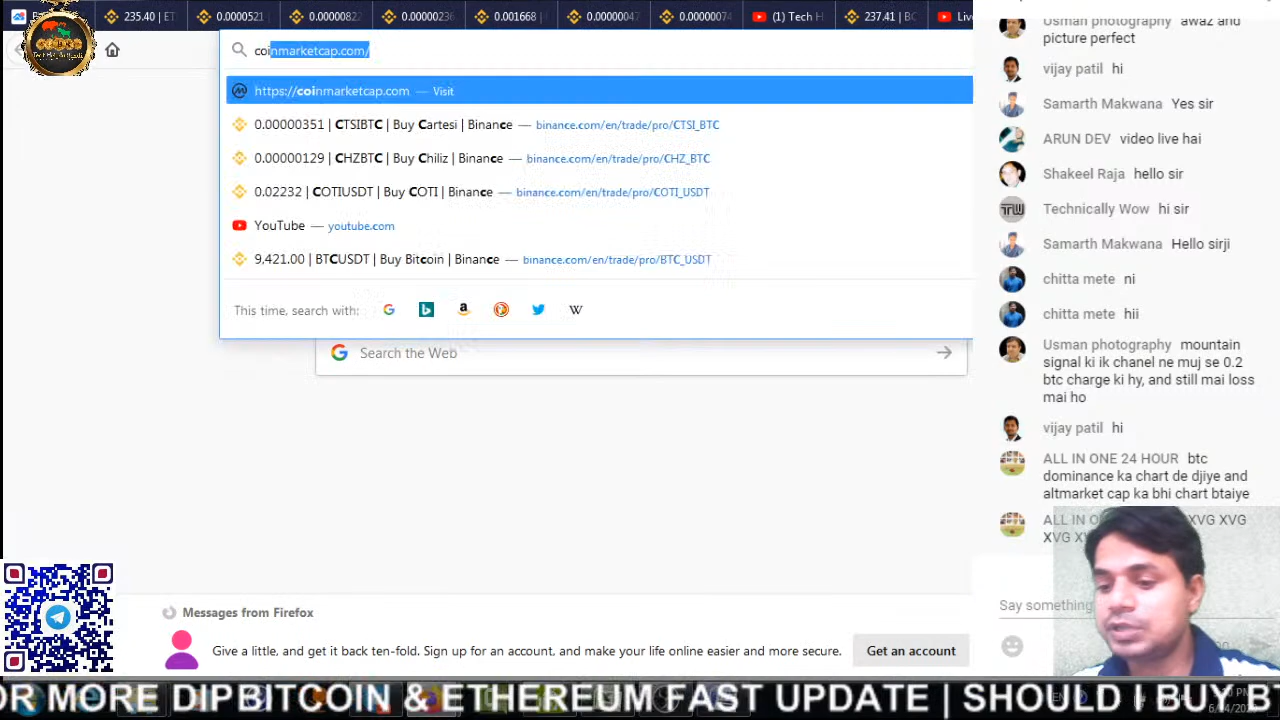 235.40 | ET
0.0000521
0.00000822
0.00000236
0.001668 |
0.00000047
0.00000074
(1) Tech H
237.41 | BC
Live
coinmarketcap.com/
https://coinmarketcap.com — Visit
0.00000351 | CTSIBTC | Buy Cartesi | Binance — binance.com/en/trade/pro/CTSI_BTC
0.00000129 | CHZBTC | Buy Chiliz | Binance — binance.com/en/trade/pro/CHZ_BTC
0.02232 | COTIUSDT | Buy COTI | Binance — binance.com/en/trade/pro/COTI_USDT
YouTube — youtube.com
9,421.00 | BTCUSDT | Buy Bitcoin | Binance — binance.com/en/trade/pro/BTC_USDT
This time, search with:
Search the Web
Messages from Firefox
Give a little, and get it back ten-fold. Sign up for an account, and make your life online easier and more secure.
Get an account
Usman photography awaz and
picture perfect
vijay patil hi
Samarth Makwana Yes sir
ARUN DEV video live hai
Shakeel Raja hello sir
Technically Wow hi sir
Samarth Makwana Hello sirji
chitta mete ni
chitta mete hii
Usman photography mountain
signal ki ik chanel ne muj se 0.2
btc charge ki hy, and still mai loss
mai ho
vijay patil hi
ALL IN ONE 24 HOUR btc
dominance ka chart de djiye and
altmarket cap ka bhi chart btaiye
ALL IN XVG XVG
XVG
Say something
OR MORE DIPBITCOIN & ETHEREUM FAST UPDATE | SHOULD I BUY BT